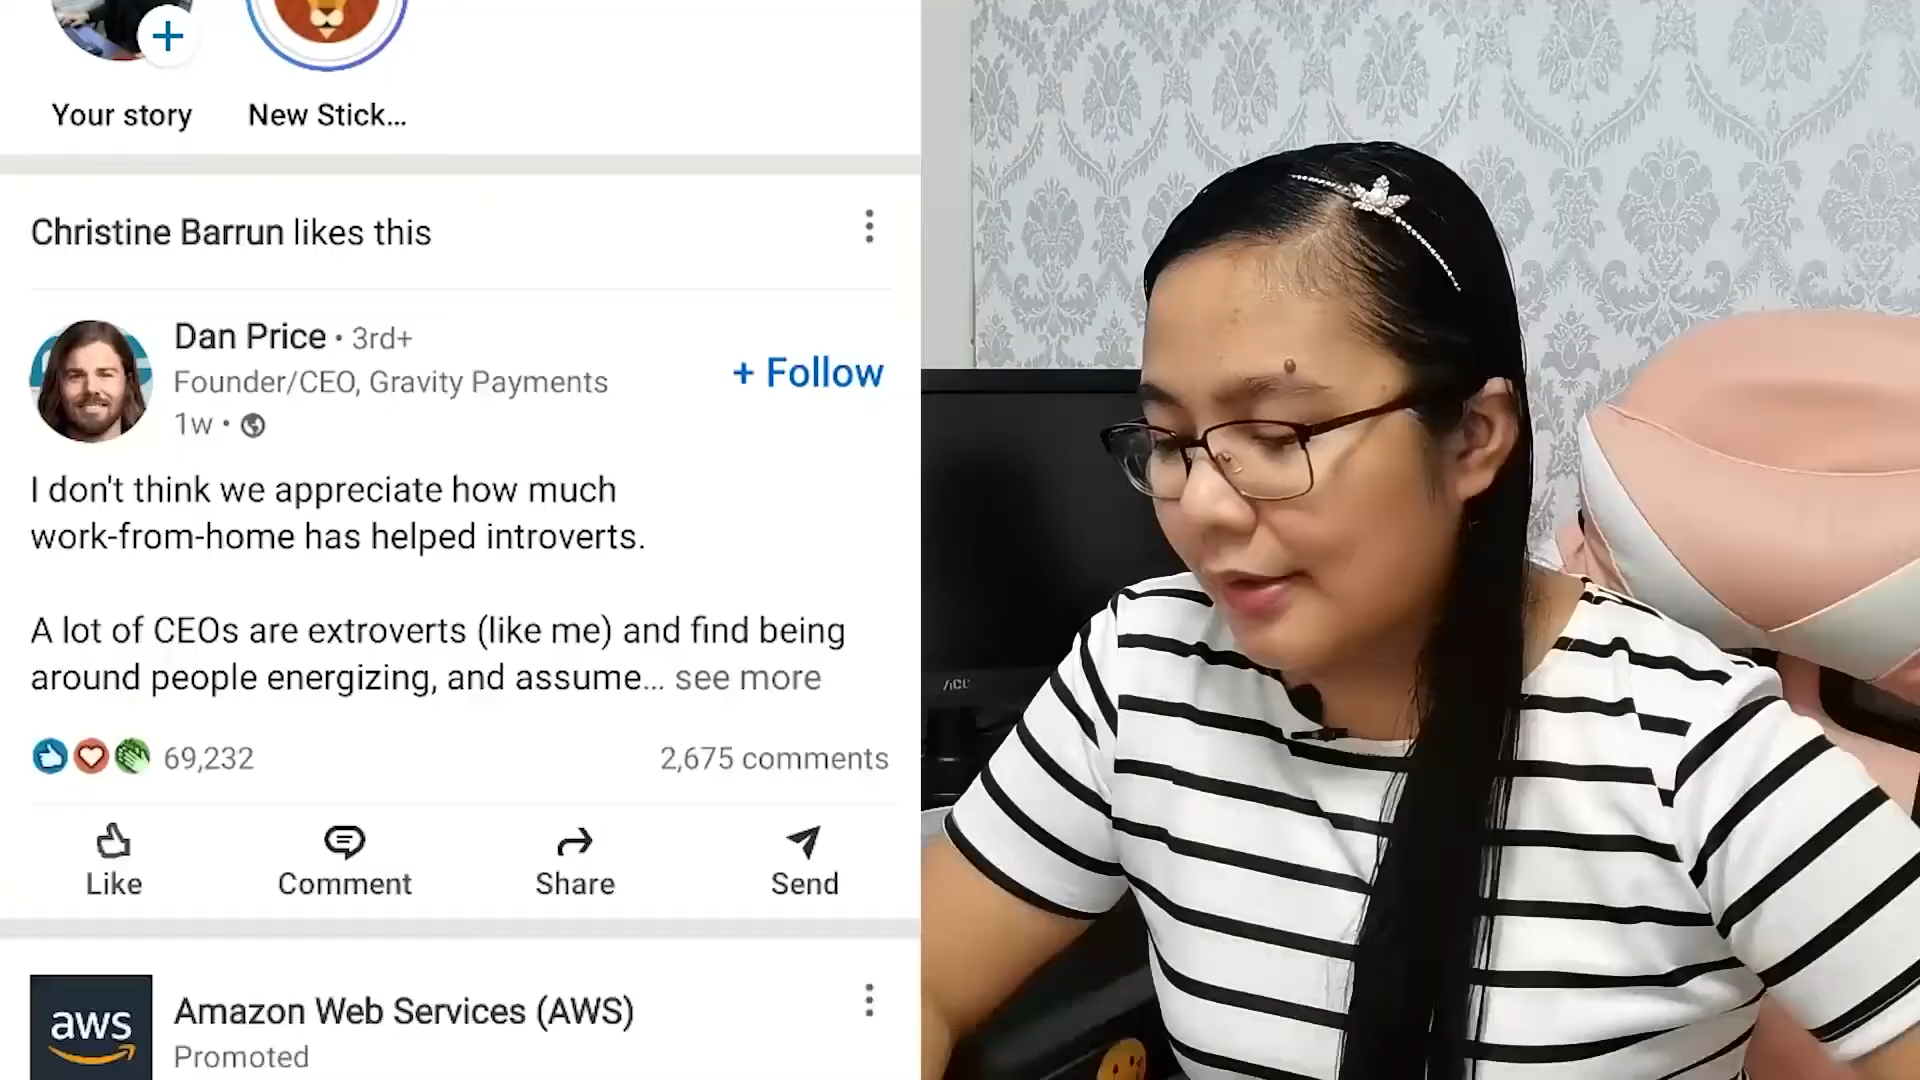 Your story
New Stick...
Christine Barrun likes this
Dan Price • 3rd+
Founder/CEO, Gravity Payments
1w •
+ Follow
I don't think we appreciate how much
work-from-home has helped introverts.
A lot of CEOs are extroverts (like me) and find being
around people energizing, and assume... see more
69,232
2,675 comments
Like
Comment
Share
Send
aws
Amazon Web Services (AWS)
Promoted
AOC